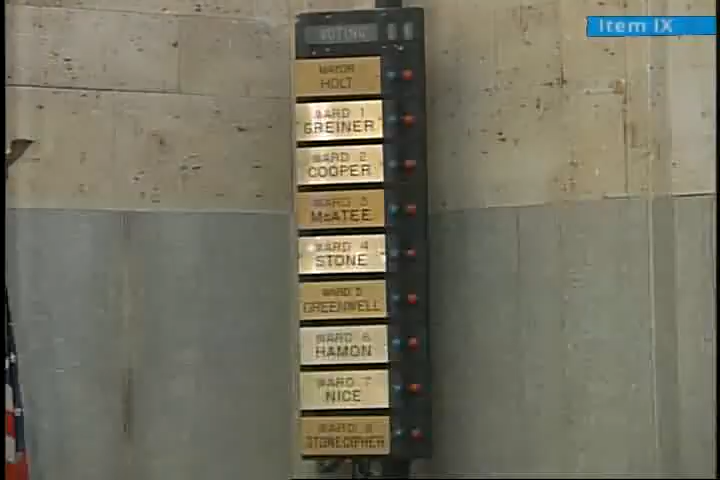 Item IX
VOTING
MAYOR
HOLT
WARD 1
GREINER
WARD 2
COOPER
WARD 3
McATEE
WARD 4
STONE
WARD 5
GREENWELL
WARD 6
HAMON
WARD 7
NICE
WARD 8
STONECIPHER